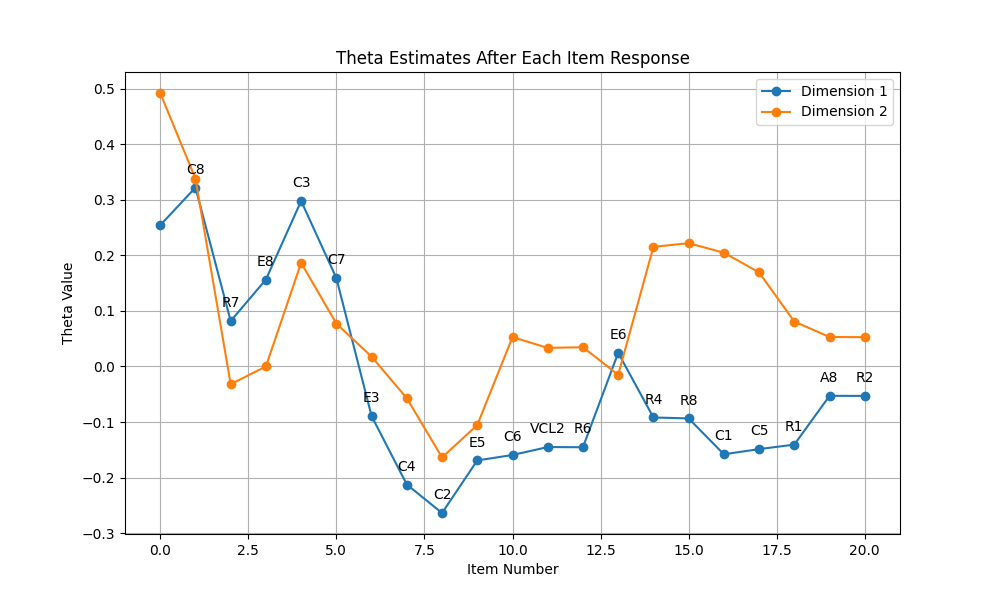 Theta Estimates After Each Item Response
Dimension 1
Dimension 2
Theta Value
0.5
0.4
0.3
0.2
0.1
0.0
−0.1
−0.2
−0.3
C8
R7
E8
C3
C7
E3
C4
C2
E5
C6
VCL2
R6
E6
R4
R8
C1
C5
R1
A8
R2
0.0 2.5 5.0 7.5 10.0 12.5 15.0 17.5 20.0
Item Number